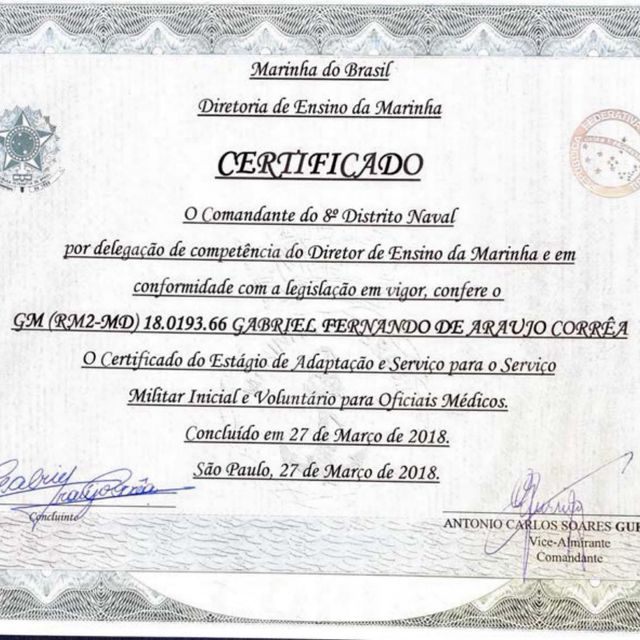 Marinha do Brasil
Diretoria de Ensino da Marinha
CERTIFICADO
O Comandante do 8º Distrito Naval
por delegação de competência do Diretor de Ensino da Marinha e em
conformidade com a legislação em vigor, confere o
GM (RM2-MD) 18.0193.66 GABRIEL FERNANDO DE ARAUJO CORRÊA
O Certificado do Estágio de Adaptação e Serviço para o Serviço
Militar Inicial e Voluntário para Oficiais Médicos.
Concluído em 27 de Março de 2018.
São Paulo, 27 de Março de 2018.
Gabriel
Concluinte
ANTONIO CARLOS SOARES GUE
Vice-Almirante
Comandante